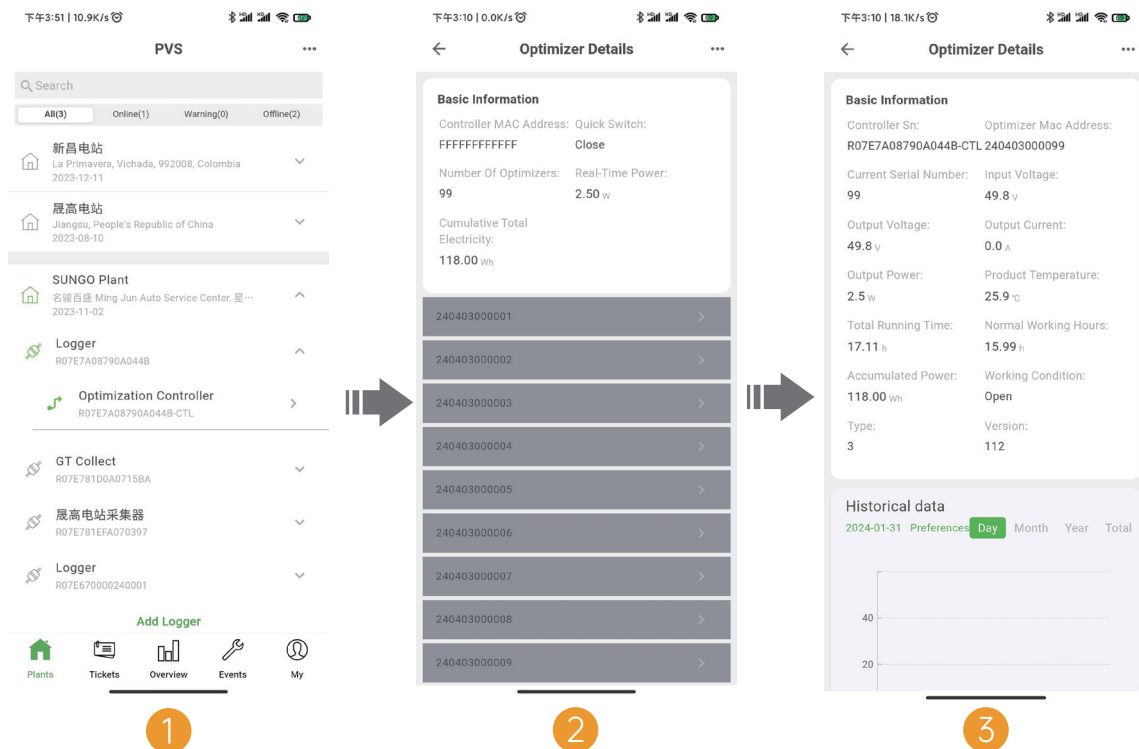 下午3:51 | 10.9K/s
PVS
Search
All(3) Online(1) Warning(0) Offline(2)
新昌电站
La Primavera, Vichada, 992008, Colombia
2023-12-11
晟高电站
Jiangsu, People's Republic of China
2023-08-10
SUNGO Plant
名骏百盛 Ming Jun Auto Service Center, 星…
2023-11-02
Logger
R07E7A08790A044B
Optimization Controller
R07E7A08790A044B-CTL
GT Collect
R07E781D0A0715BA
晟高电站采集器
R07E781EFA070397
Logger
R07E670000240001
Add Logger
Plants Tickets Overview Events My
1
下午3:10 | 0.0K/s
Optimizer Details
Basic Information
Controller MAC Address: Quick Switch:
FFFFFFFFFFFF Close
Number Of Optimizers: Real-Time Power:
99 2.50 W
Cumulative Total
Electricity:
118.00 Wh
240403000001
240403000002
240403000003
240403000004
240403000005
240403000006
240403000007
240403000008
240403000009
2
下午3:10 | 18.1K/s
Optimizer Details
Basic Information
Controller Sn: Optimizer Mac Address:
R07E7A08790A044B-CTL 240403000099
Current Serial Number: Input Voltage:
99 49.8 V
Output Voltage: Output Current:
49.8 V 0.0 A
Output Power: Product Temperature:
2.5 W 25.9 ℃
Total Running Time: Normal Working Hours:
17.11 h 15.99 h
Accumulated Power: Working Condition:
118.00 Wh Open
Type: Version:
3 112
Historical data
2024-01-31 Preferences Day Month Year Total
40
20
3